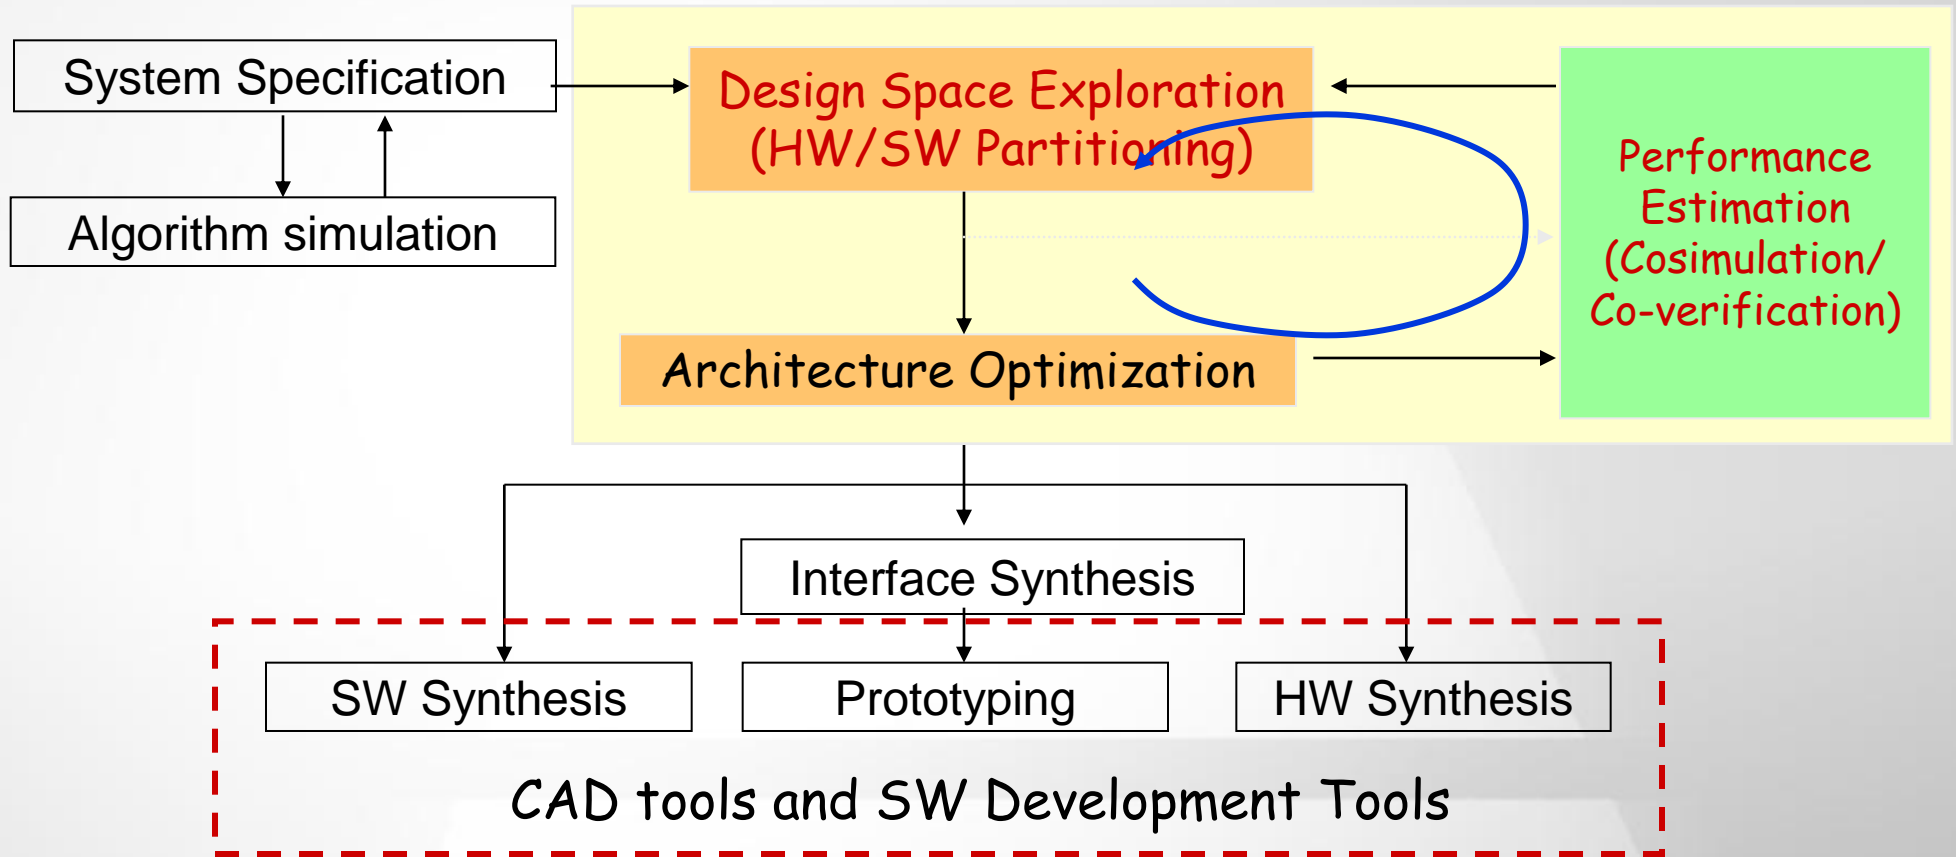 System Specification
Algorithm simulation
Design Space Exploration
(HW/SW Partitioning)
Architecture Optimization
Performance
Estimation
(Cosimulation/
Co-verification)
Interface Synthesis
SW Synthesis
Prototyping
HW Synthesis
CAD tools and SW Development Tools